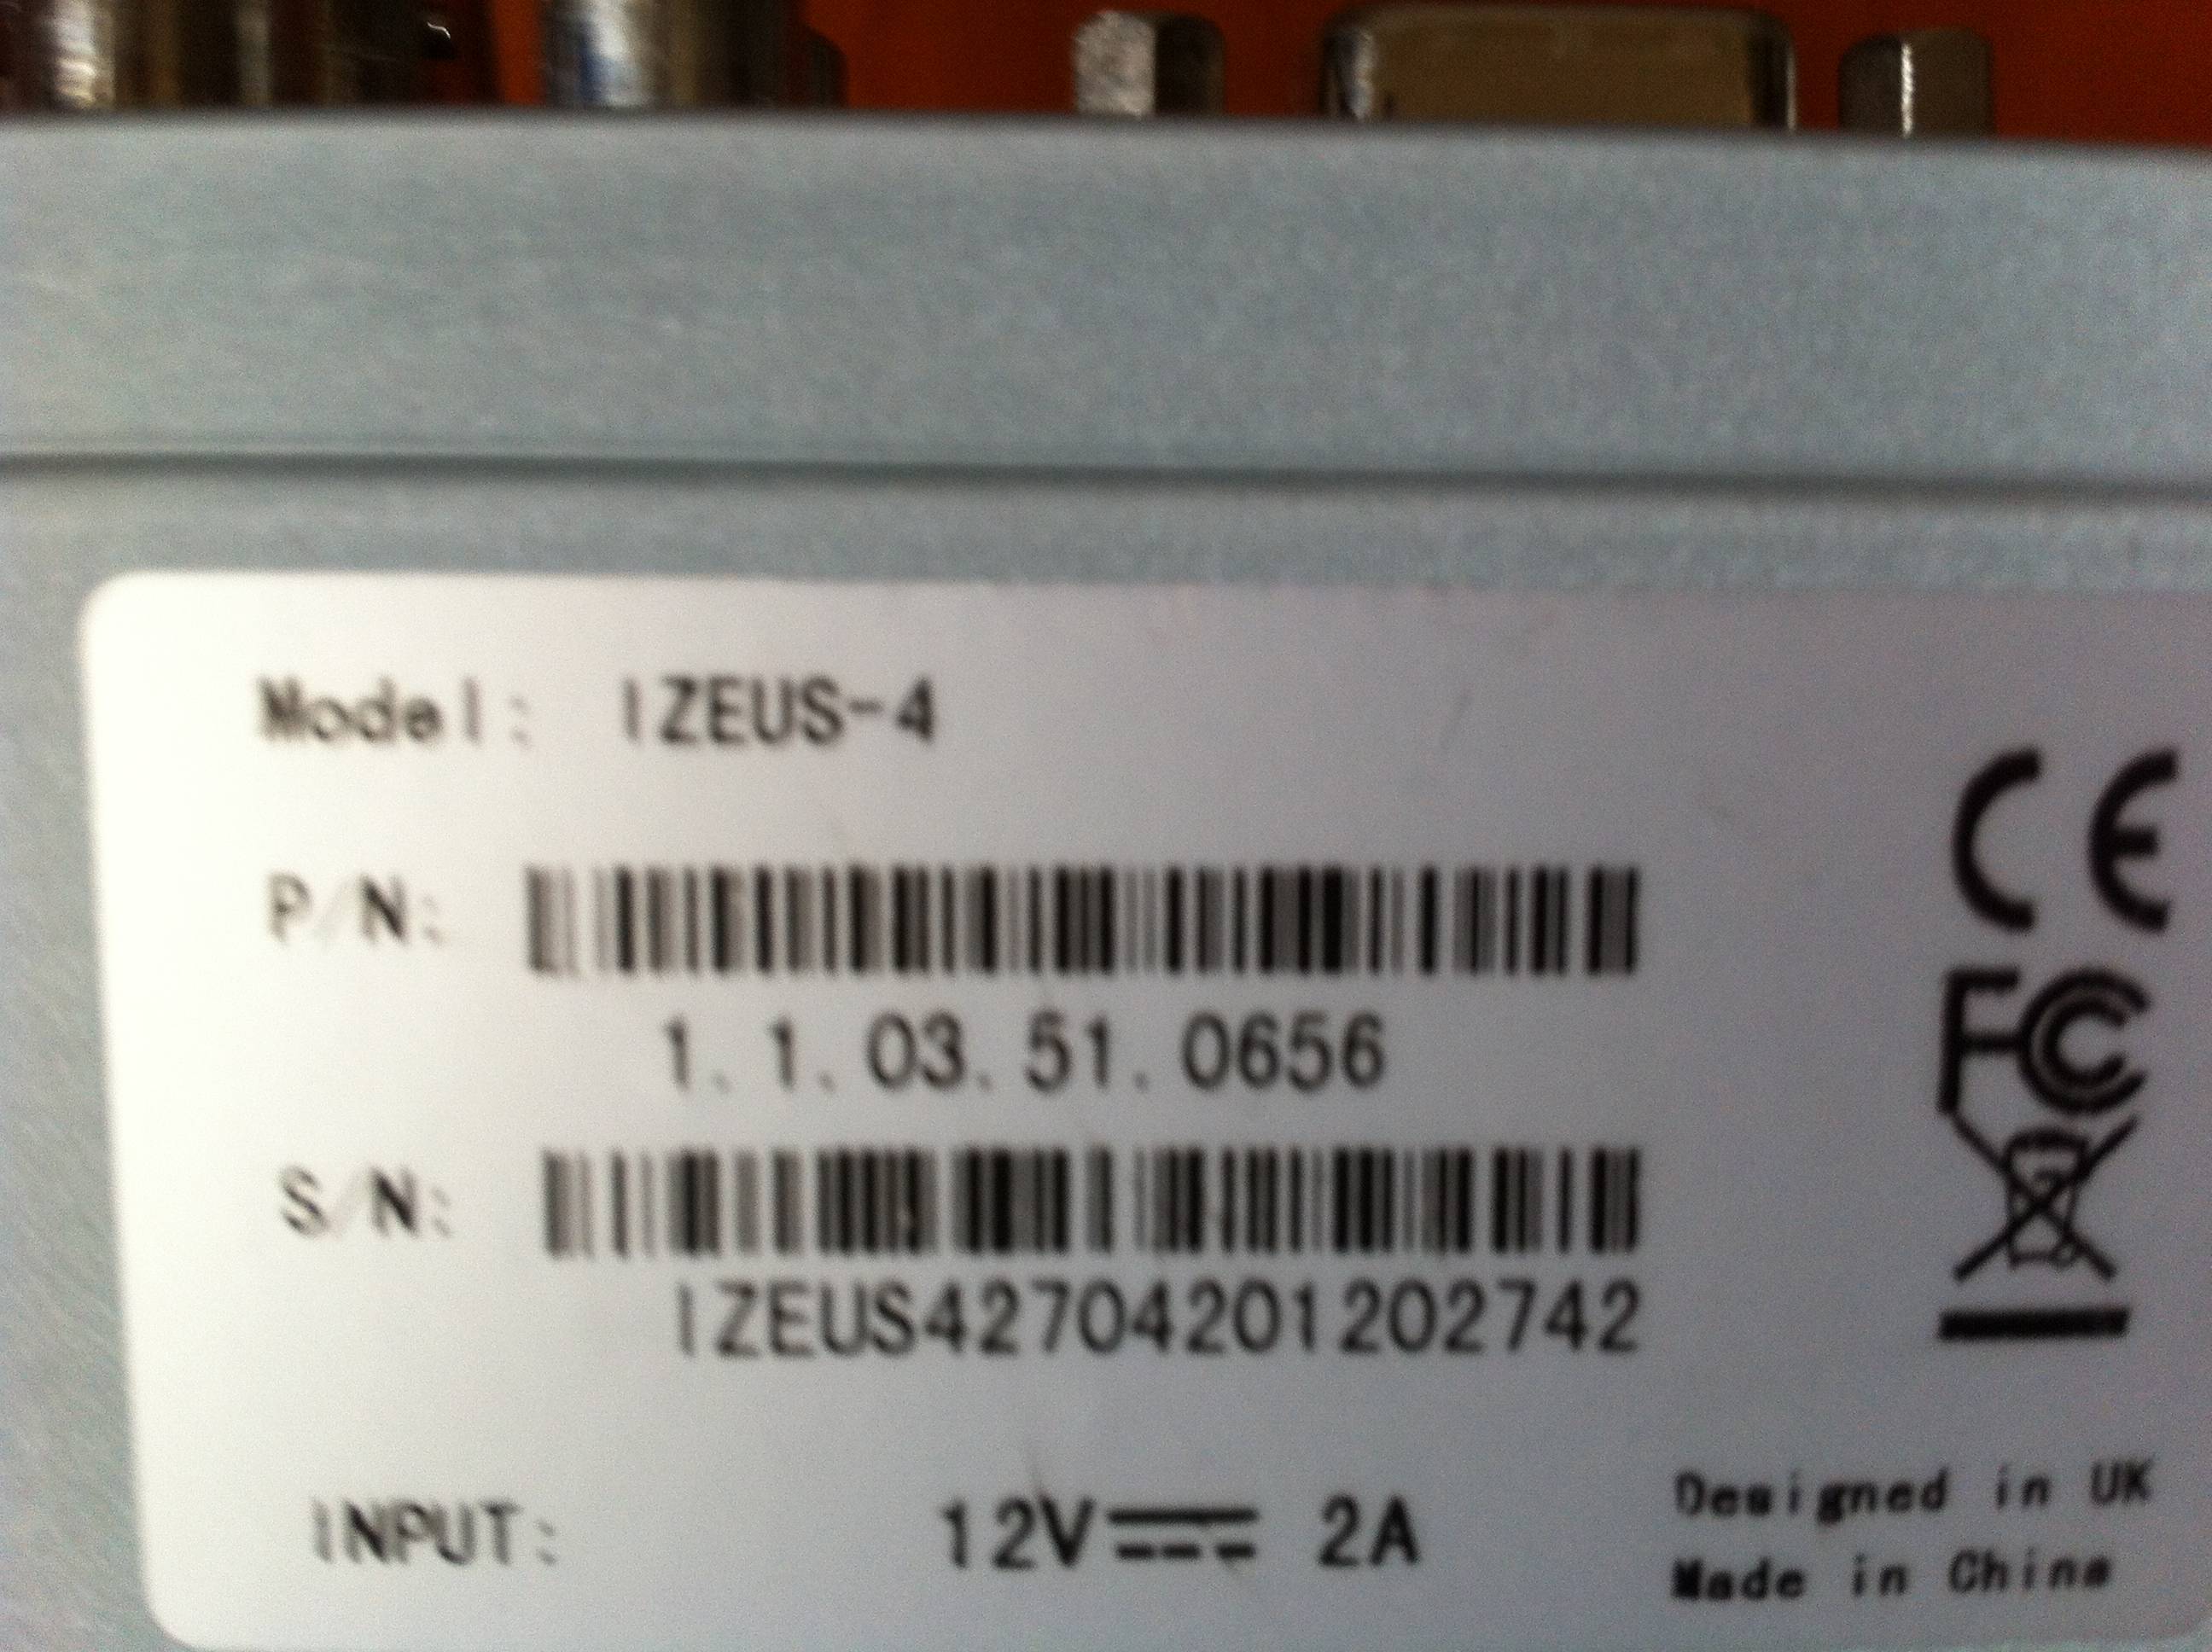 Model: IZEUS-4
P/N:
1.1.03.51.0656
S/N:
IZEUS42704201202742
INPUT: 12V 2A
CE
FC
Designed in UK
Made in China